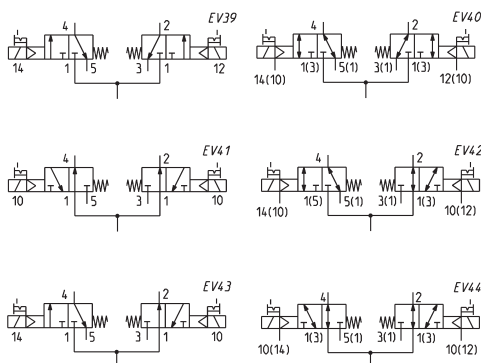 4 2 EV39
14 1 5 3 1 12
4 2 EV40
14(10) 1(3) 5(1) 3(1) 1(3) 12(10)
4 2 EV41
10 1 5 3 1 10
4 2 EV42
14(10) 1(5) 5(1) 3(1) 1(3) 10(12)
4 2 EV43
14 1 5 3 1 10
4 2 EV44
10(14) 1(3) 5(1) 3(1) 1(3) 10(12)